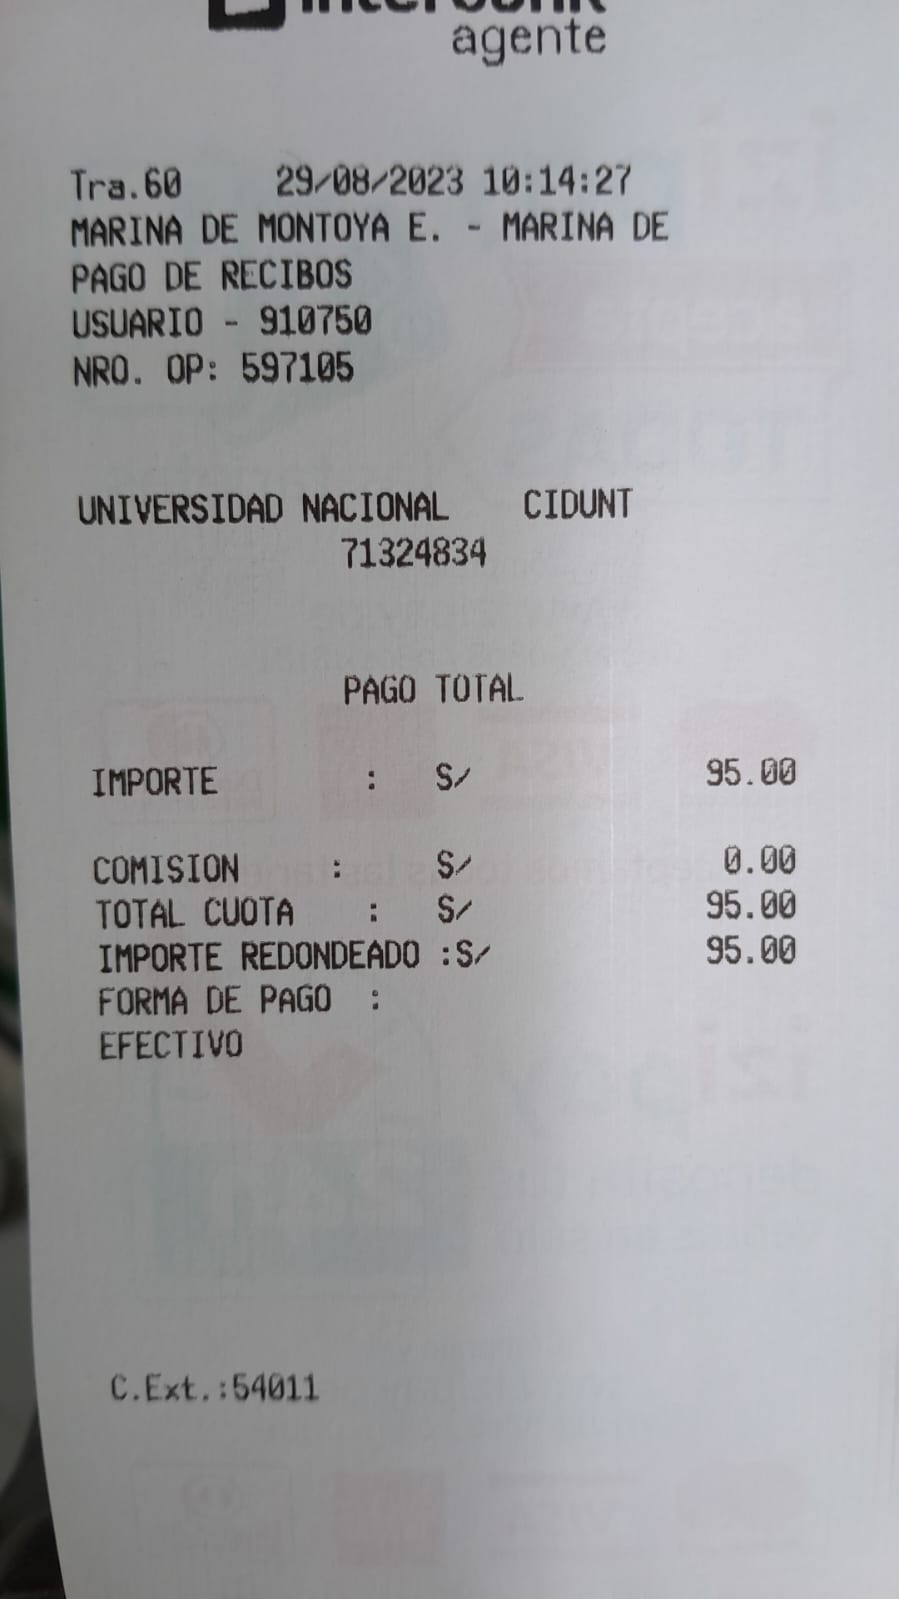 interbank
agente
Tra.60 29/08/2023 10:14:27
MARINA DE MONTOYA E. - MARINA DE
PAGO DE RECIBOS
USUARIO - 910750
NRO. OP: 597105
UNIVERSIDAD NACIONAL CIDUNT
71324834
PAGO TOTAL
IMPORTE : S/ 95.00
COMISION : S/ 0.00
TOTAL CUOTA : S/ 95.00
IMPORTE REDONDEADO :S/ 95.00
FORMA DE PAGO :
EFECTIVO
C.Ext.:54011